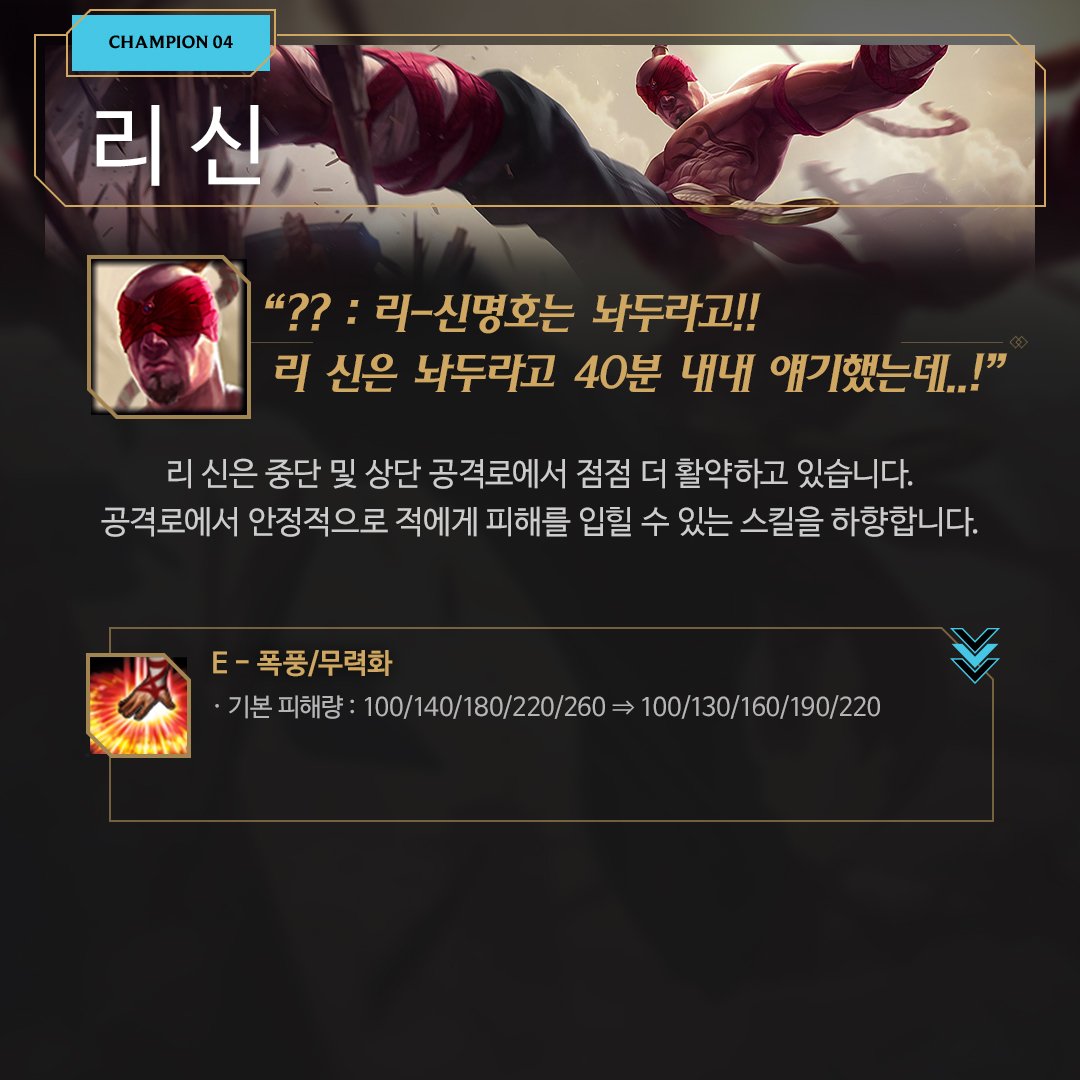 CHAMPION 04
리 신
“?? : 리-신명호는 놔두라고!!
리 신은 놔두라고 40분 내내 얘기했는데..!”
리 신은 중단 및 상단 공격로에서 점점 더 활약하고 있습니다.
공격로에서 안정적으로 적에게 피해를 입힐 수 있는 스킬을 하향합니다.
E - 폭풍/무력화
· 기본 피해량 : 100/140/180/220/260 ⇒ 100/130/160/190/220